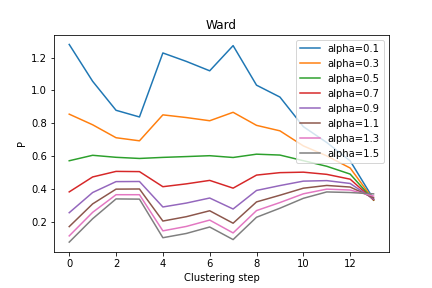 Ward
P
1.2
1.0
0.8
0.6
0.4
0.2
alpha=0.1
alpha=0.3
alpha=0.5
alpha=0.7
alpha=0.9
alpha=1.1
alpha=1.3
alpha=1.5
0 2 4 6 8 10 12
Clustering step